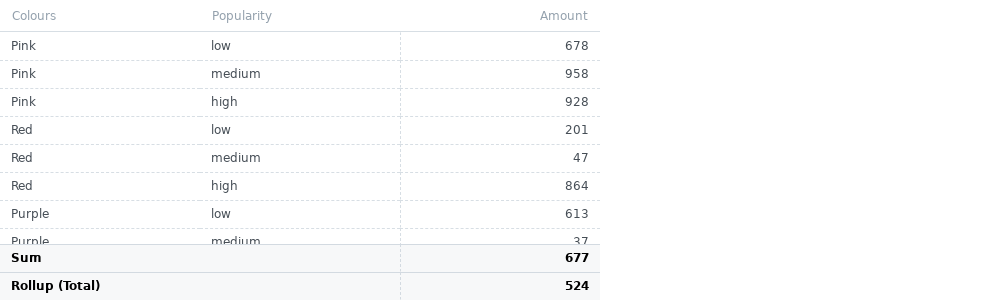 Colours Popularity Amount
Pink low 678
Pink medium 958
Pink high 928
Red low 201
Red medium 47
Red high 864
Purple low 613
Purple medium 37
Sum 677
Rollup (Total) 524